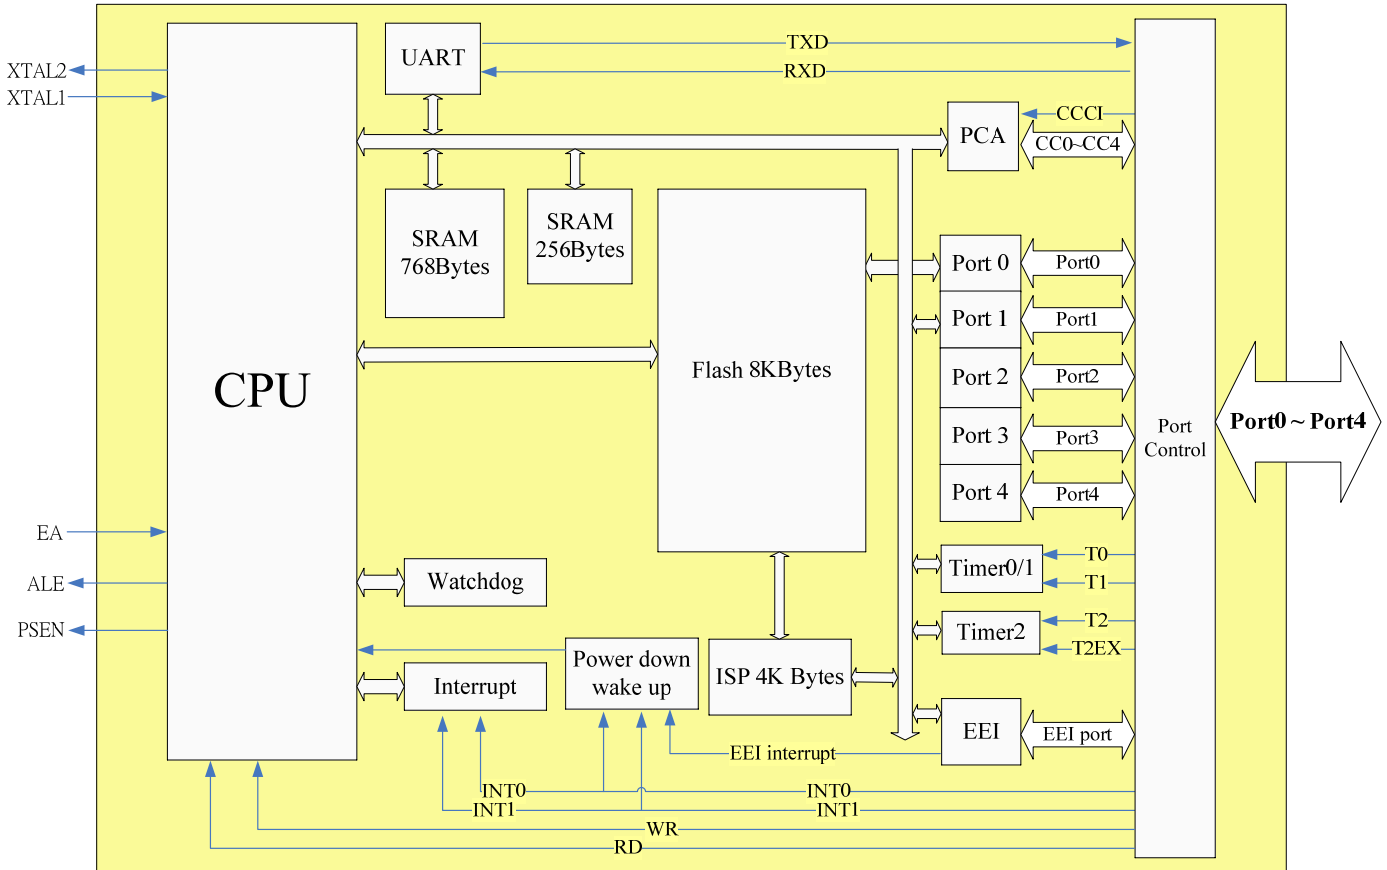 XTAL2
XTAL1
EA
ALE
PSEN
CPU
UART
TXD
RXD
SRAM
768Bytes
SRAM
256Bytes
Flash 8KBytes
PCA
CCCI
CC0~CC4
Port 0
Port0
Port 1
Port1
Port 2
Port2
Port 3
Port3
Port 4
Port4
Port
Control
Port0 ~ Port4
Timer0/1
T0
T1
Timer2
T2
T2EX
Watchdog
Interrupt
Power down
wake up
ISP 4K Bytes
EEI
EEI port
EEI interrupt
INT0
INT0
INT1
INT1
WR
RD